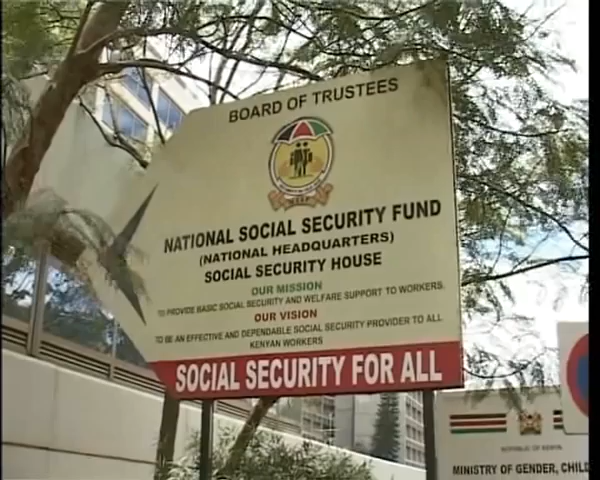 BOARD OF TRUSTEES
NSSF
NATIONAL SOCIAL SECURITY FUND
(NATIONAL HEADQUARTERS)
SOCIAL SECURITY HOUSE
OUR MISSION
TO PROVIDE BASIC SOCIAL SECURITY AND WELFARE SUPPORT TO WORKERS
OUR VISION
TO BE AN EFFECTIVE AND DEPENDABLE SOCIAL SECURITY PROVIDER TO ALL
KENYAN WORKERS
SOCIAL SECURITY FOR ALL
REPUBLIC OF KENYA
MINISTRY OF GENDER, CHILD